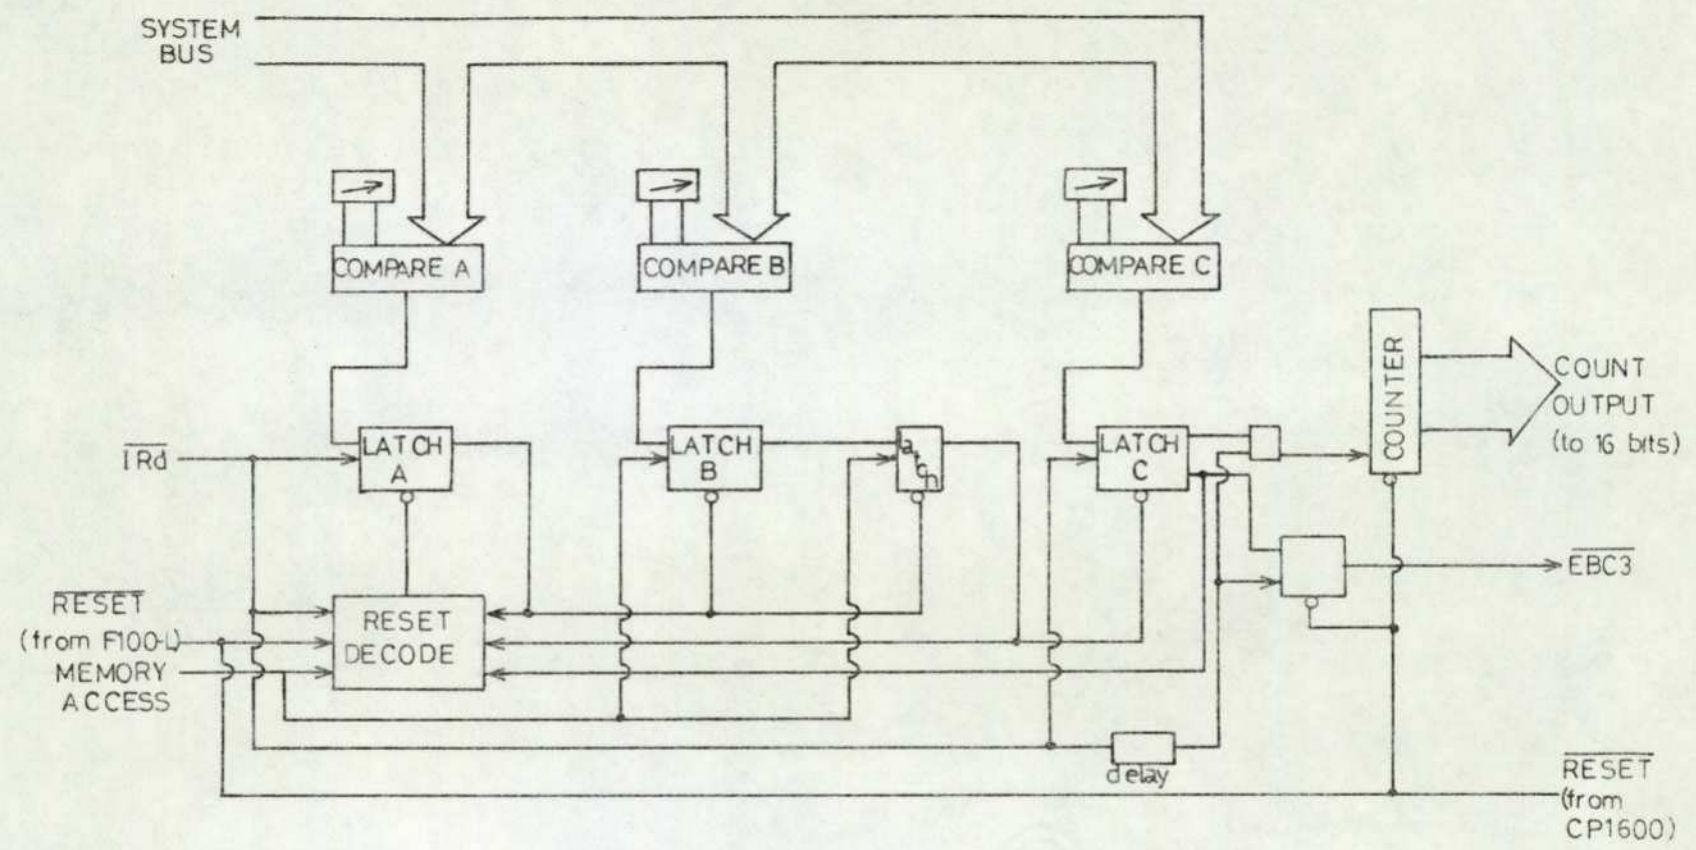 SYSTEM
BUS
COMPARE A
COMPARE B
COMPARE C
COUNTER
COUNT
OUTPUT
(to 16 bits)
IRd
LATCH
A
LATCH
B
latch
LATCH
C
EBC3
RESET
(from F100-L)
MEMORY
ACCESS
RESET
DECODE
delay
RESET
(from
CP1600)